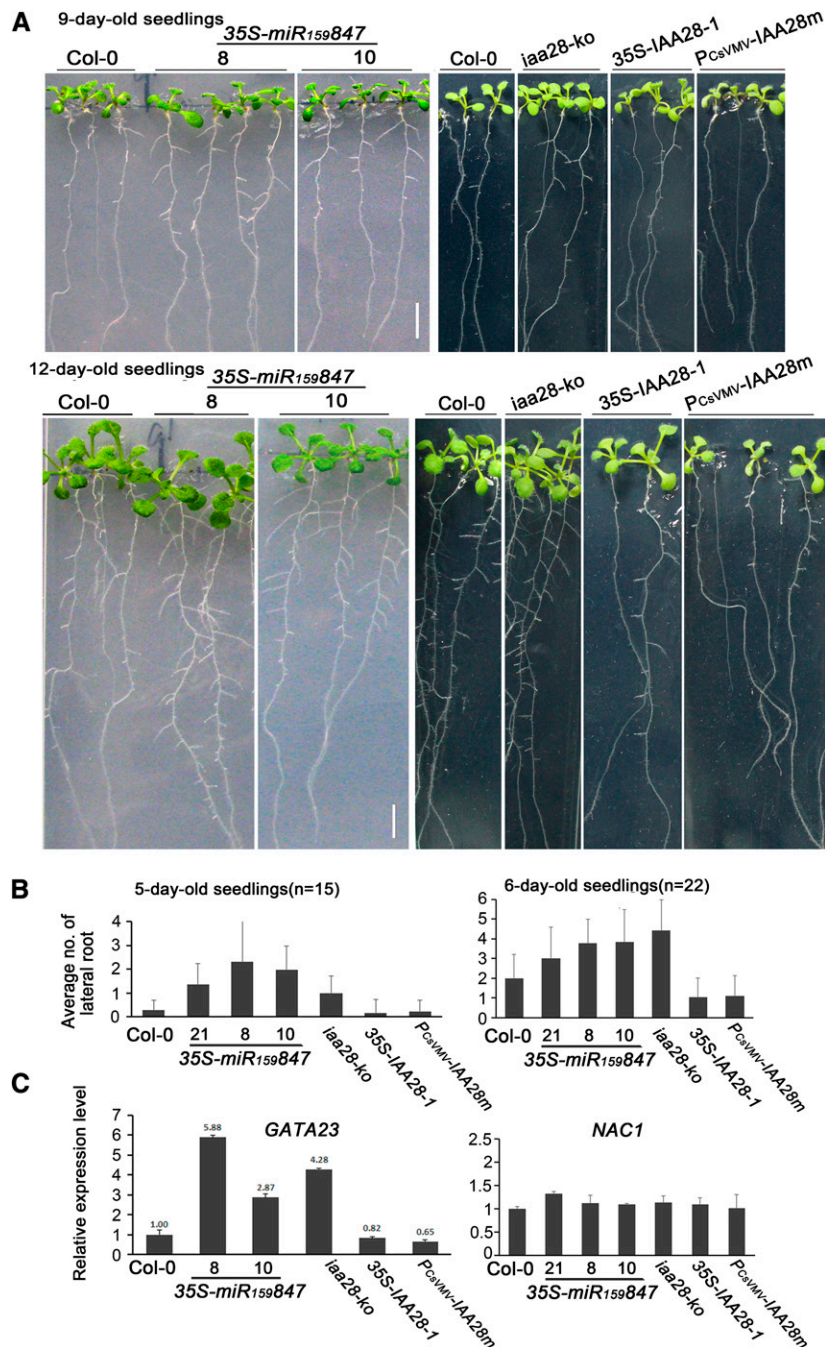 A
9-day-old seedlings
35S-miR159847
Col-0
8
10
Col-0
iaa28-ko
35S-IAA28-1
PCsVMV-IAA28m
12-day-old seedlings
35S-miR159847
Col-0
8
10
Col-0
iaa28-ko
35S-IAA28-1
PCsVMV-IAA28m
B
5-day-old seedlings(n=15)
Average no. of
lateral root
4
3
2
1
0
Col-0
21
8
10
35S-miR159847
iaa28-ko
35S-IAA28-1
PCsVMV-IAA28m
6-day-old seedlings(n=22)
6
5
4
3
2
1
0
Col-0
21
8
10
35S-miR159847
iaa28-ko
35S-IAA28-1
PCsVMV-IAA28m
C
Relative expression level
GATA23
7
6
5
4
3
2
1
0
1.00
5.88
2.87
4.28
0.82
0.65
Col-0
8
10
35S-miR159847
iaa28-ko
35S-IAA28-1
PCsVMV-IAA28m
NAC1
2.5
2
1.5
1
0.5
0
Col-0
21
8
10
35S-miR159847
iaa28-ko
35S-IAA28-1
PCsVMV-IAA28m